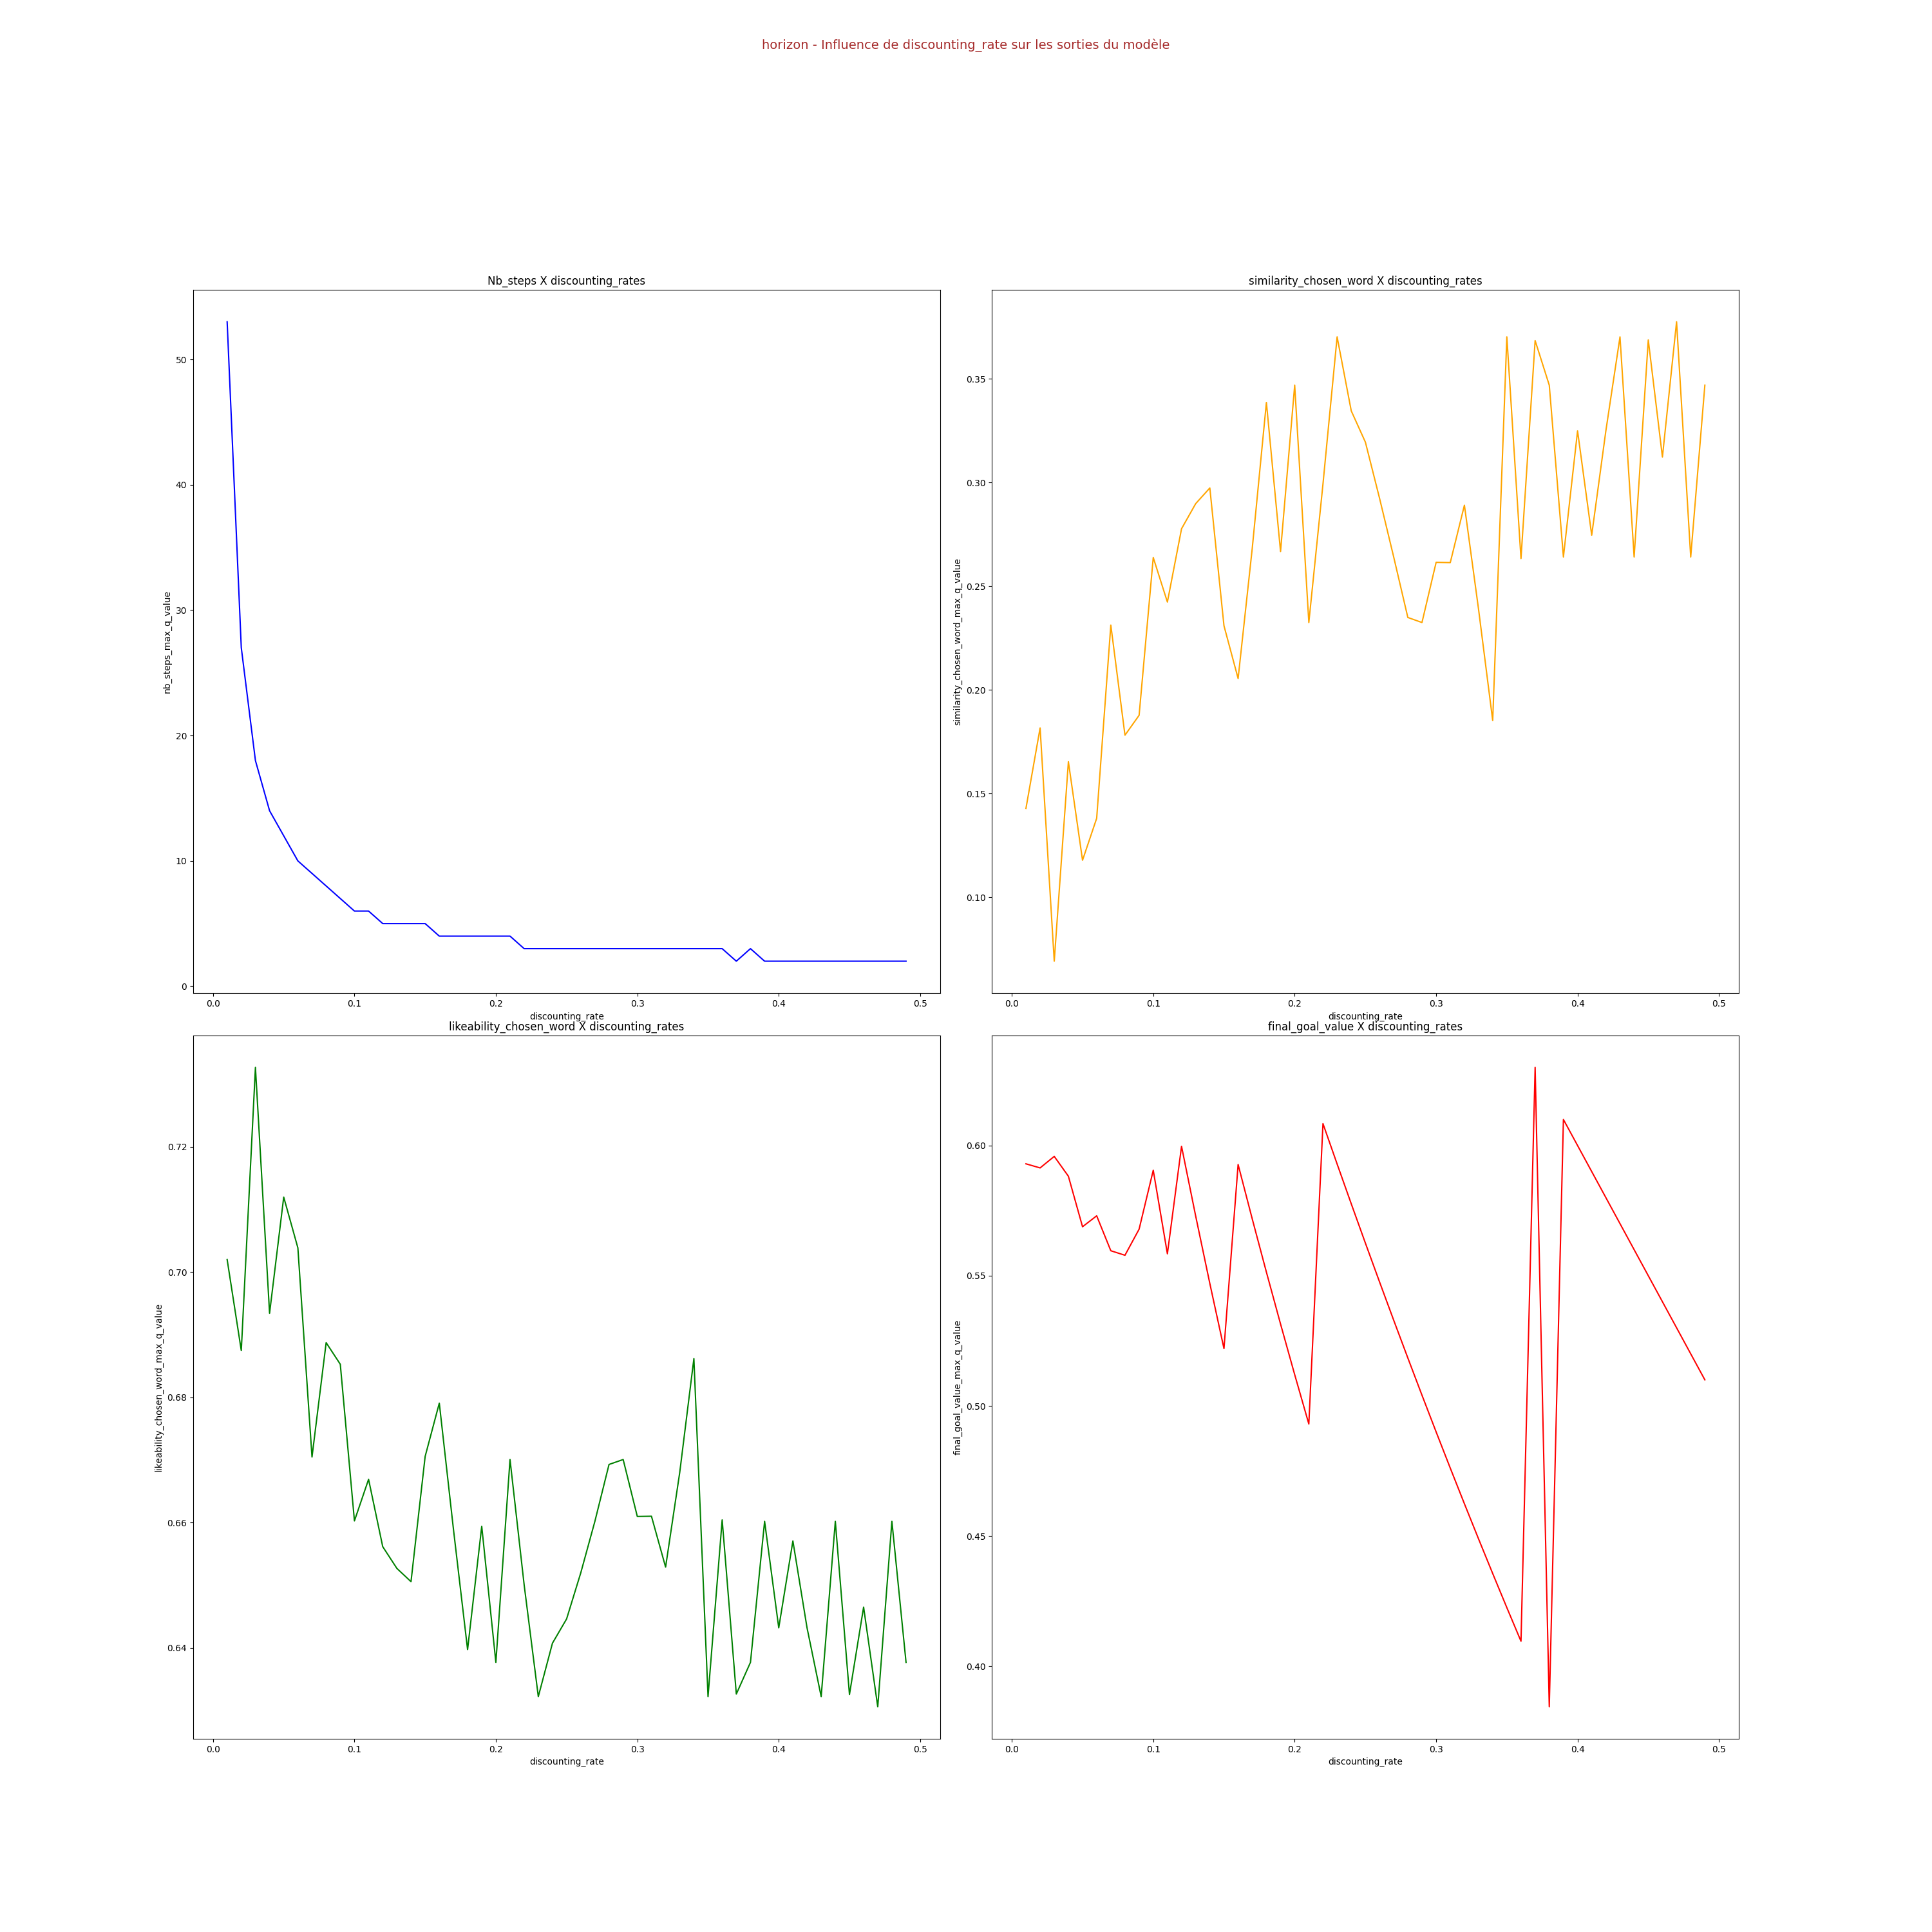 horizon - Influence de discounting_rate sur les sorties du modèle
Nb_steps X discounting_rates
nb_steps_max_q_value
50
40
30
20
10
0
0.0 0.1 0.2 0.3 0.4 0.5
discounting_rate
similarity_chosen_word X discounting_rates
similarity_chosen_word_max_q_value
0.35
0.30
0.25
0.20
0.15
0.10
0.0 0.1 0.2 0.3 0.4 0.5
discounting_rate
likeability_chosen_word X discounting_rates
likeability_chosen_word_max_q_value
0.72
0.70
0.68
0.66
0.64
0.0 0.1 0.2 0.3 0.4 0.5
discounting_rate
final_goal_value X discounting_rates
final_goal_value_max_q_value
0.60
0.55
0.50
0.45
0.40
0.0 0.1 0.2 0.3 0.4 0.5
discounting_rate